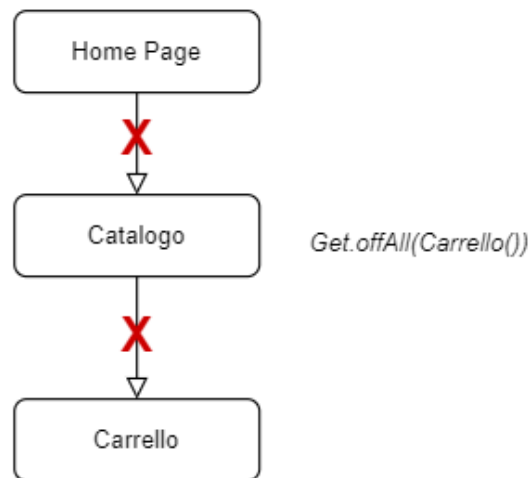 Home Page
X
Catalogo
Get.offAll(Carrello())
X
Carrello